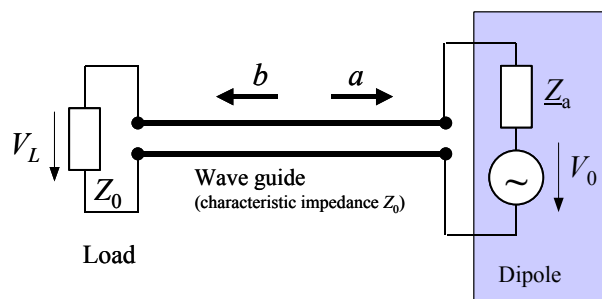 b a
Z_a
V_L
V_0
~
Z_0
Wave guide
(characteristic impedance Z_0)
Load
Dipole